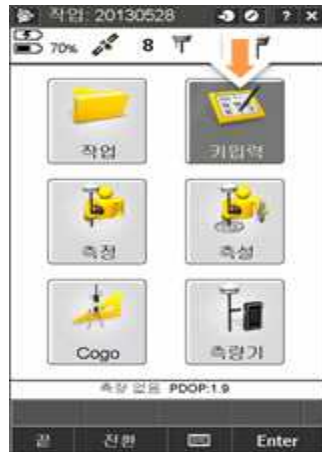 작업: 20130528
70% 8
작업 키입력
측정 측설
Cogo 측량기
측량 없음 PDOP:1.9
끝 전환 Enter